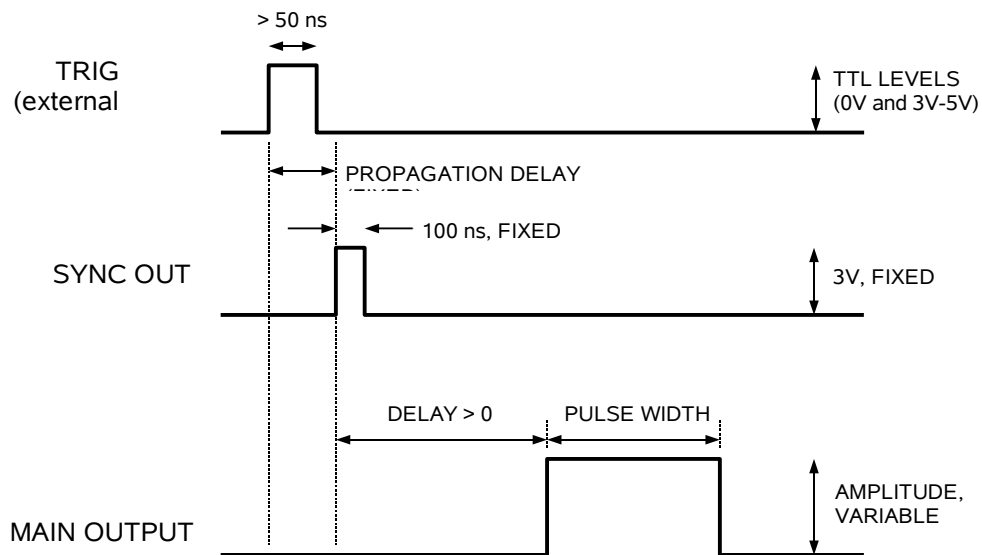 > 50 ns
TRIG
(external
TTL LEVELS
(0V and 3V-5V)
PROPAGATION DELAY
100 ns, FIXED
SYNC OUT
3V, FIXED
DELAY > 0
PULSE WIDTH
AMPLITUDE,
VARIABLE
MAIN OUTPUT